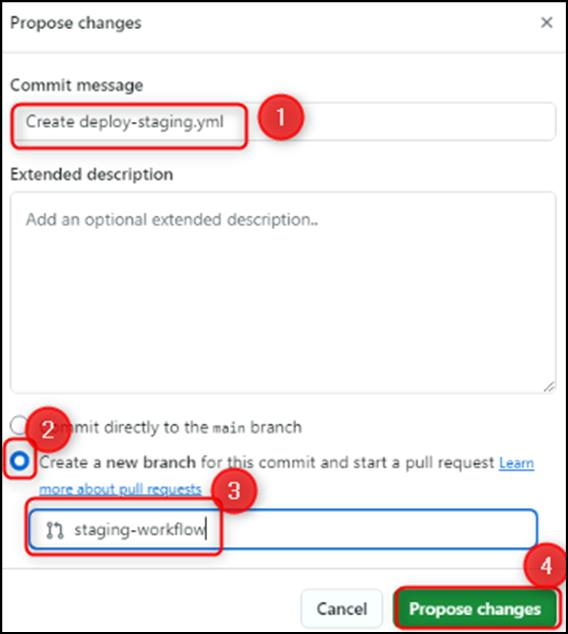 Propose changes ×
Commit message
Create deploy-staging.yml 1
Extended description
Add an optional extended description..
2 ommit directly to the main branch
Create a new branch for this commit and start a pull request Learn
more about pull requests 3
staging-workflow
4
Cancel Propose changes